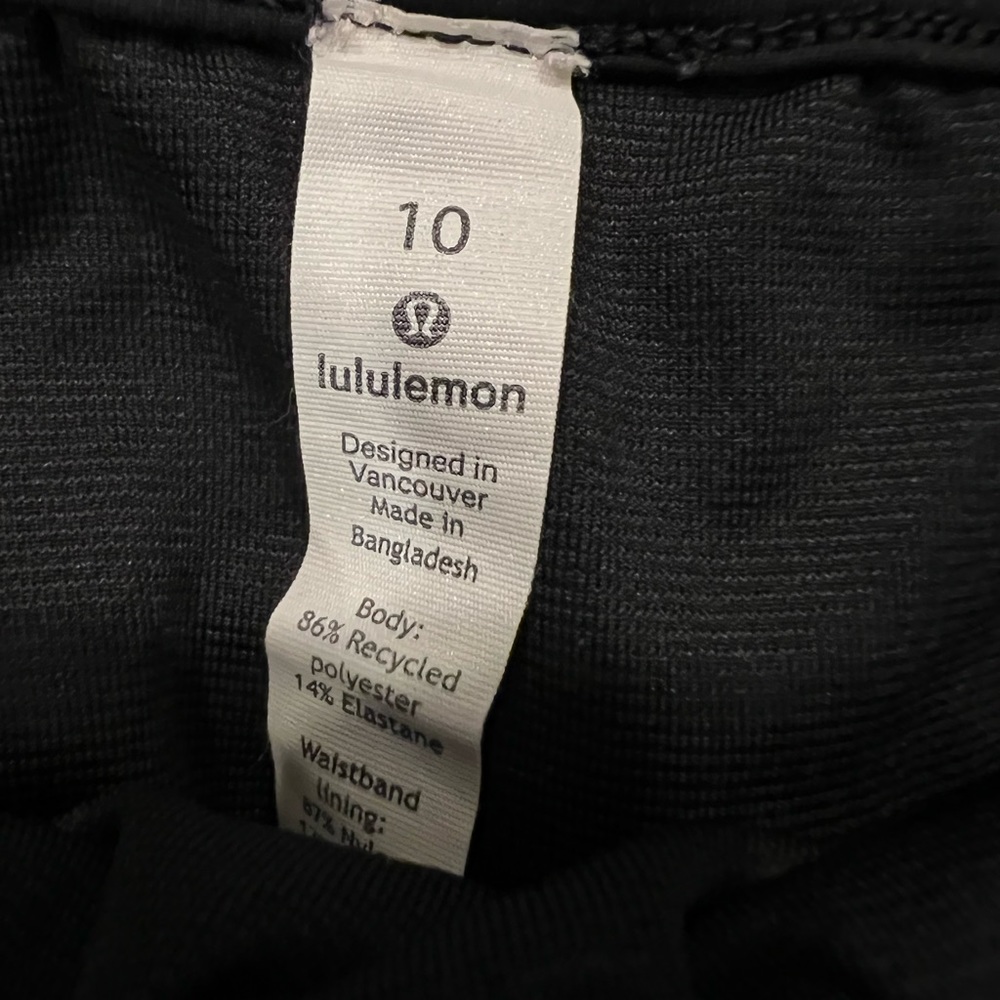 10
lululemon
Designed in
Vancouver
Made in
Bangladesh
Body:
86% Recycled
polyester
14% Elastane
Waistband
lining: